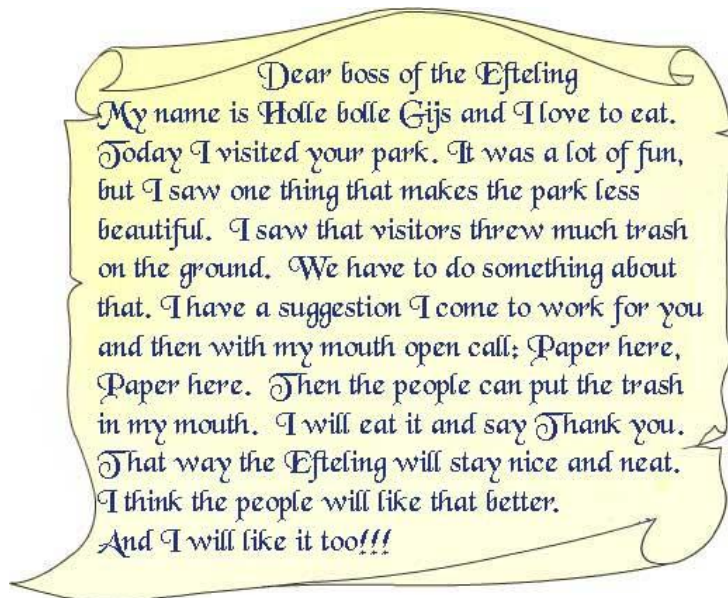 Dear boss of the Efteling
My name is Holle bolle Gijs and I love to eat.
Today I visited your park. It was a lot of fun,
but I saw one thing that makes the park less
beautiful. I saw that visitors threw much trash
on the ground. We have to do something about
that. I have a suggestion I come to work for you
and then with my mouth open call: Paper here,
Paper here. Then the people can put the trash
in my mouth. I will eat it and say Thank you.
That way the Efteling will stay nice and neat.
I think the people will like that better.
And I will like it too!!!